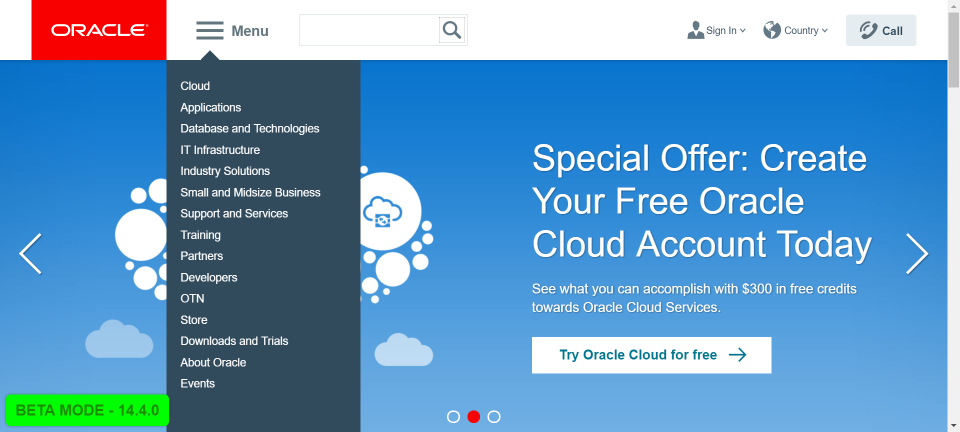 ORACLE
Menu
Sign In
Country
Call
Cloud
Applications
Database and Technologies
IT Infrastructure
Industry Solutions
Small and Midsize Business
Support and Services
Training
Partners
Developers
OTN
Store
Downloads and Trials
About Oracle
Events
Special Offer: Create
Your Free Oracle
Cloud Account Today
See what you can accomplish with $300 in free credits
towards Oracle Cloud Services.
Try Oracle Cloud for free
BETA MODE - 14.4.0